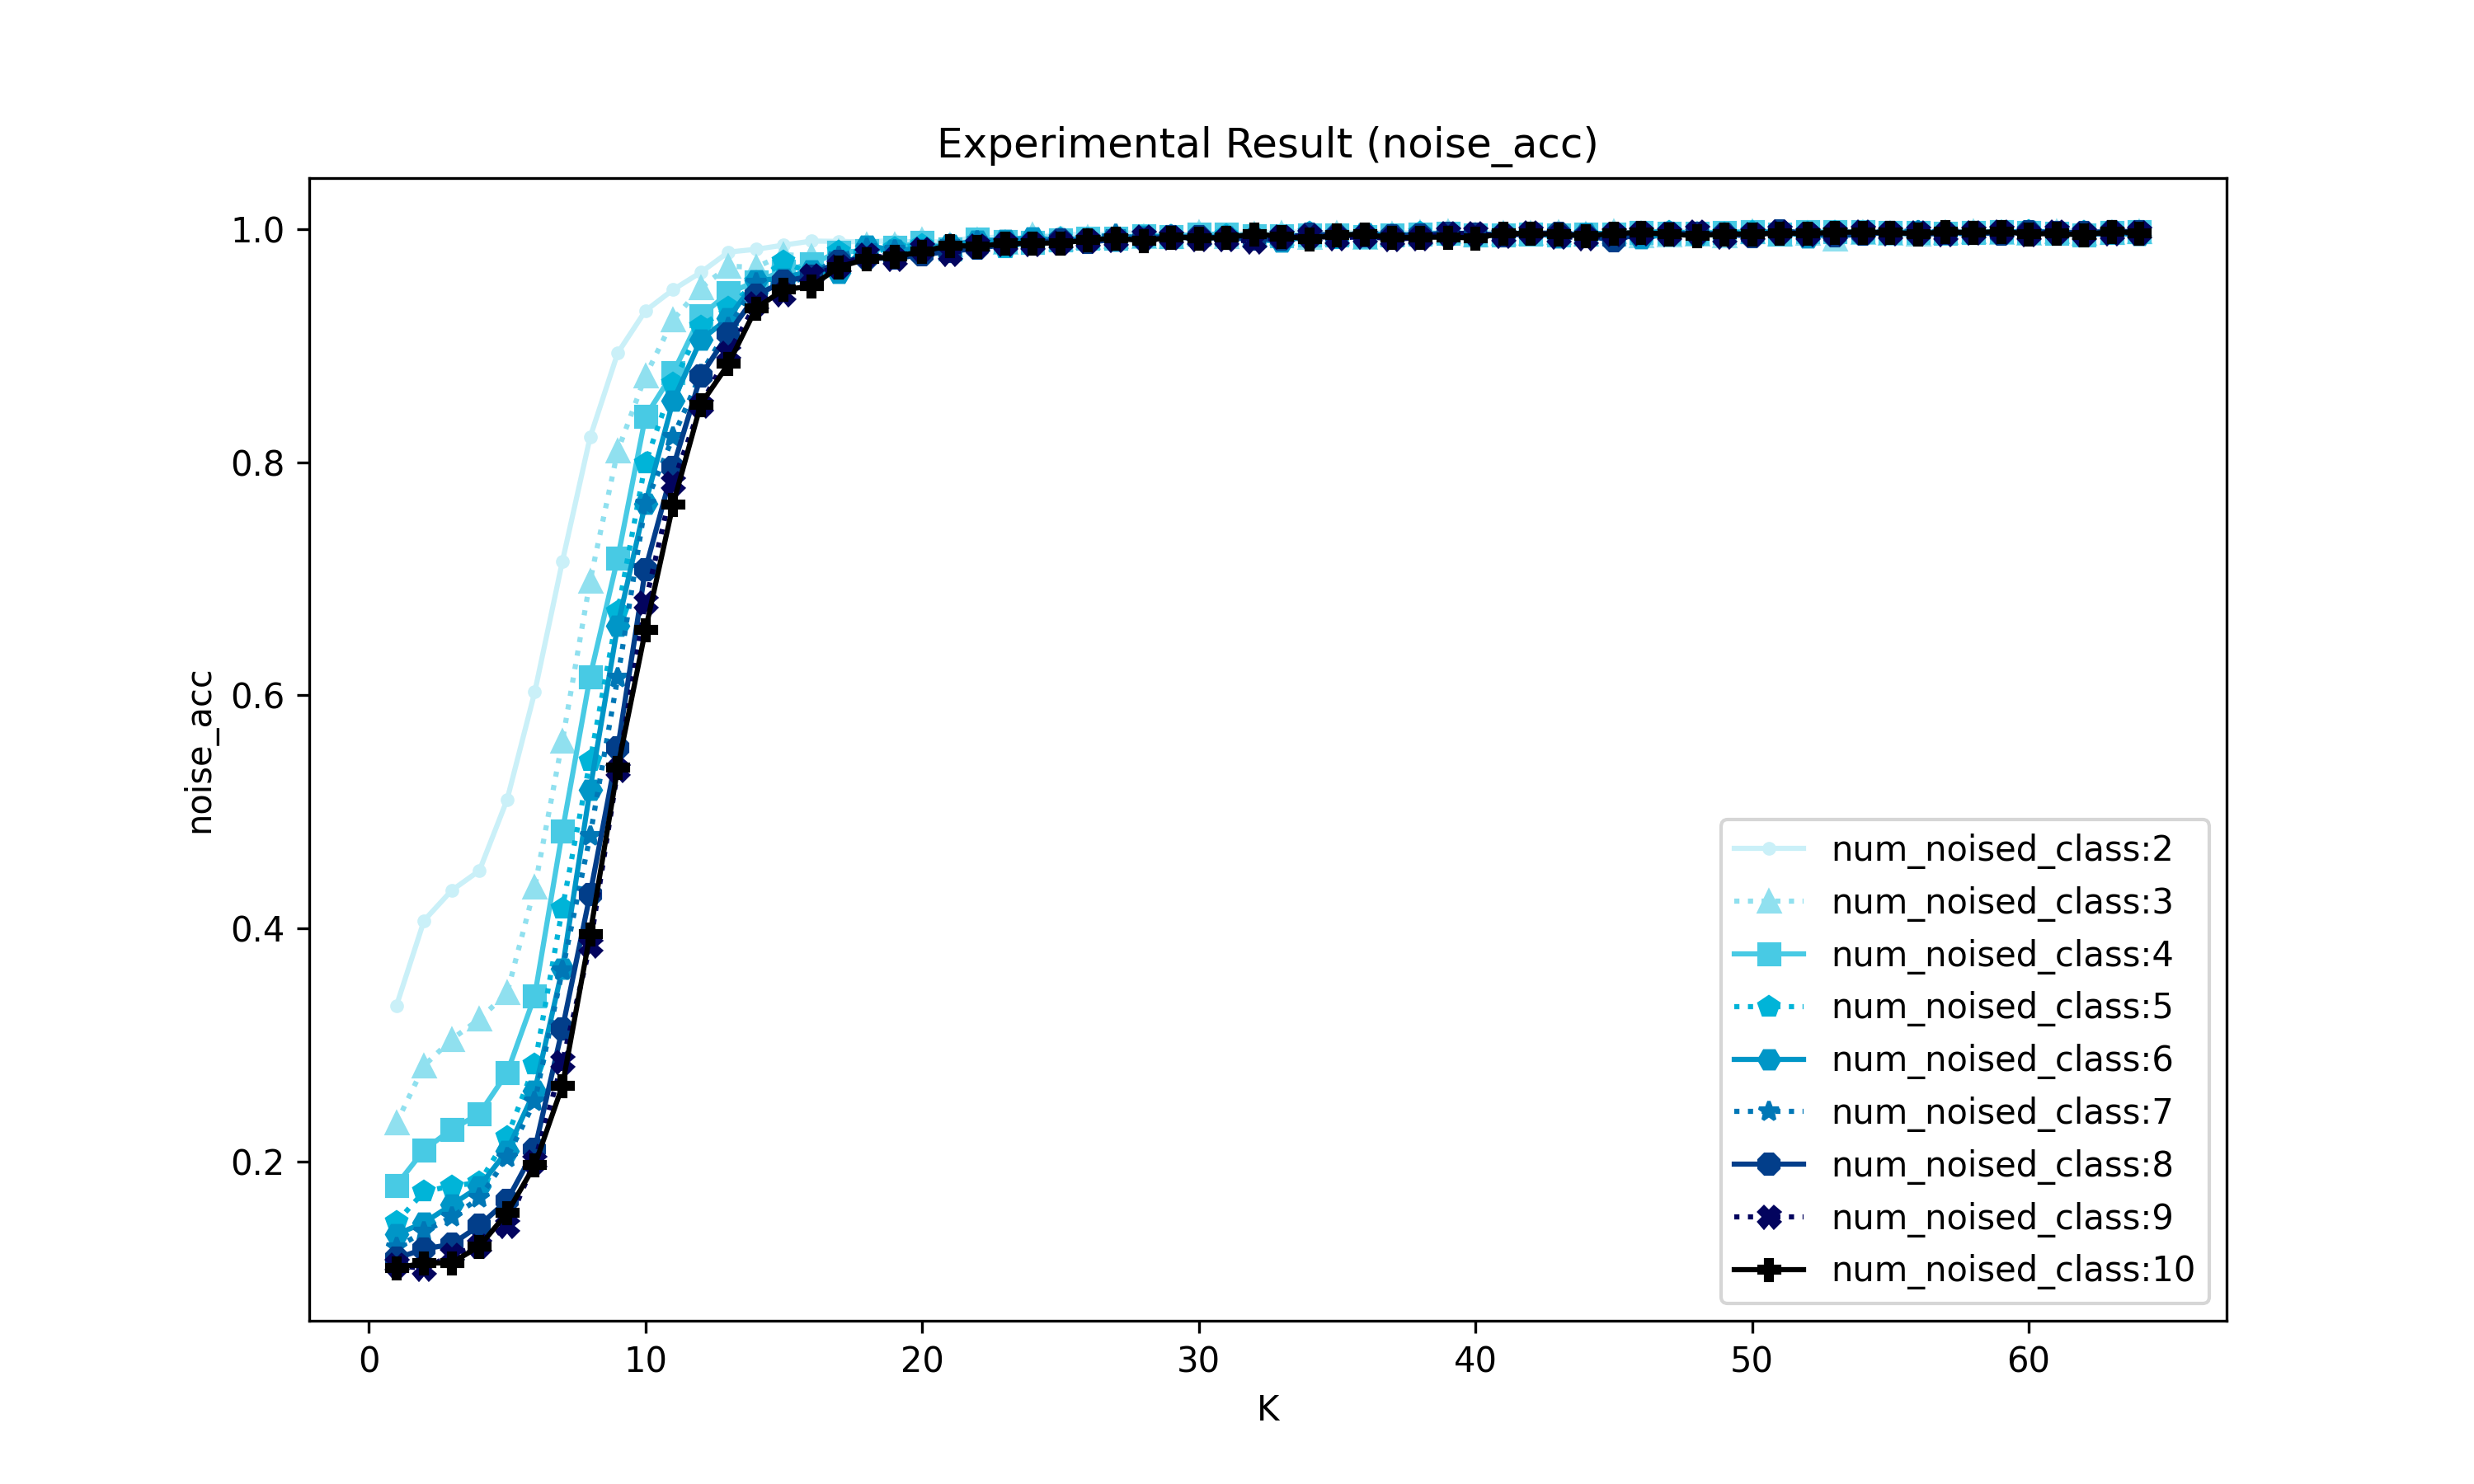 Experimental Result (noise_acc)
noise_acc
1.0
0.8
0.6
0.4
0.2
0 10 20 30 40 50 60
K
num_noised_class:2
num_noised_class:3
num_noised_class:4
num_noised_class:5
num_noised_class:6
num_noised_class:7
num_noised_class:8
num_noised_class:9
num_noised_class:10